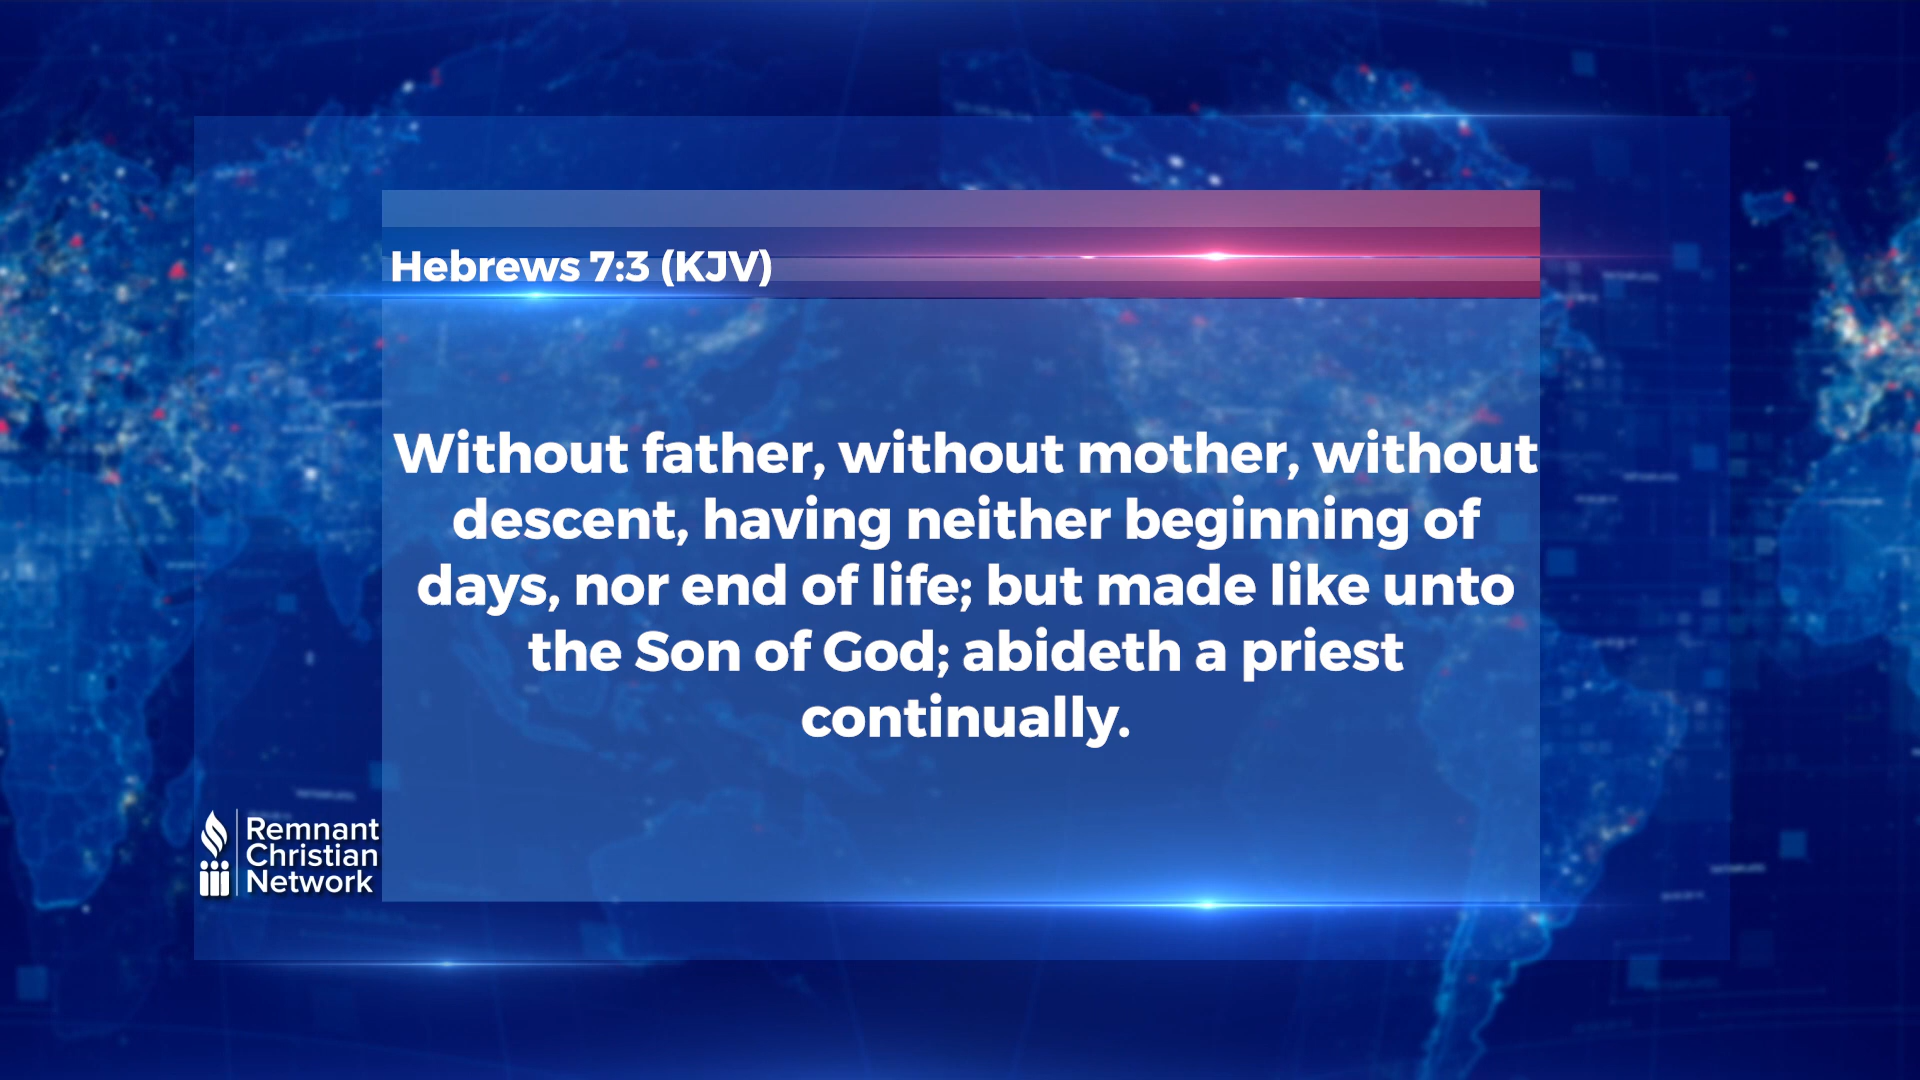 Hebrews 7:3 (KJV)
Without father, without mother, without
descent, having neither beginning of
days, nor end of life; but made like unto
the Son of God; abideth a priest
continually.
Remnant
Christian
Network